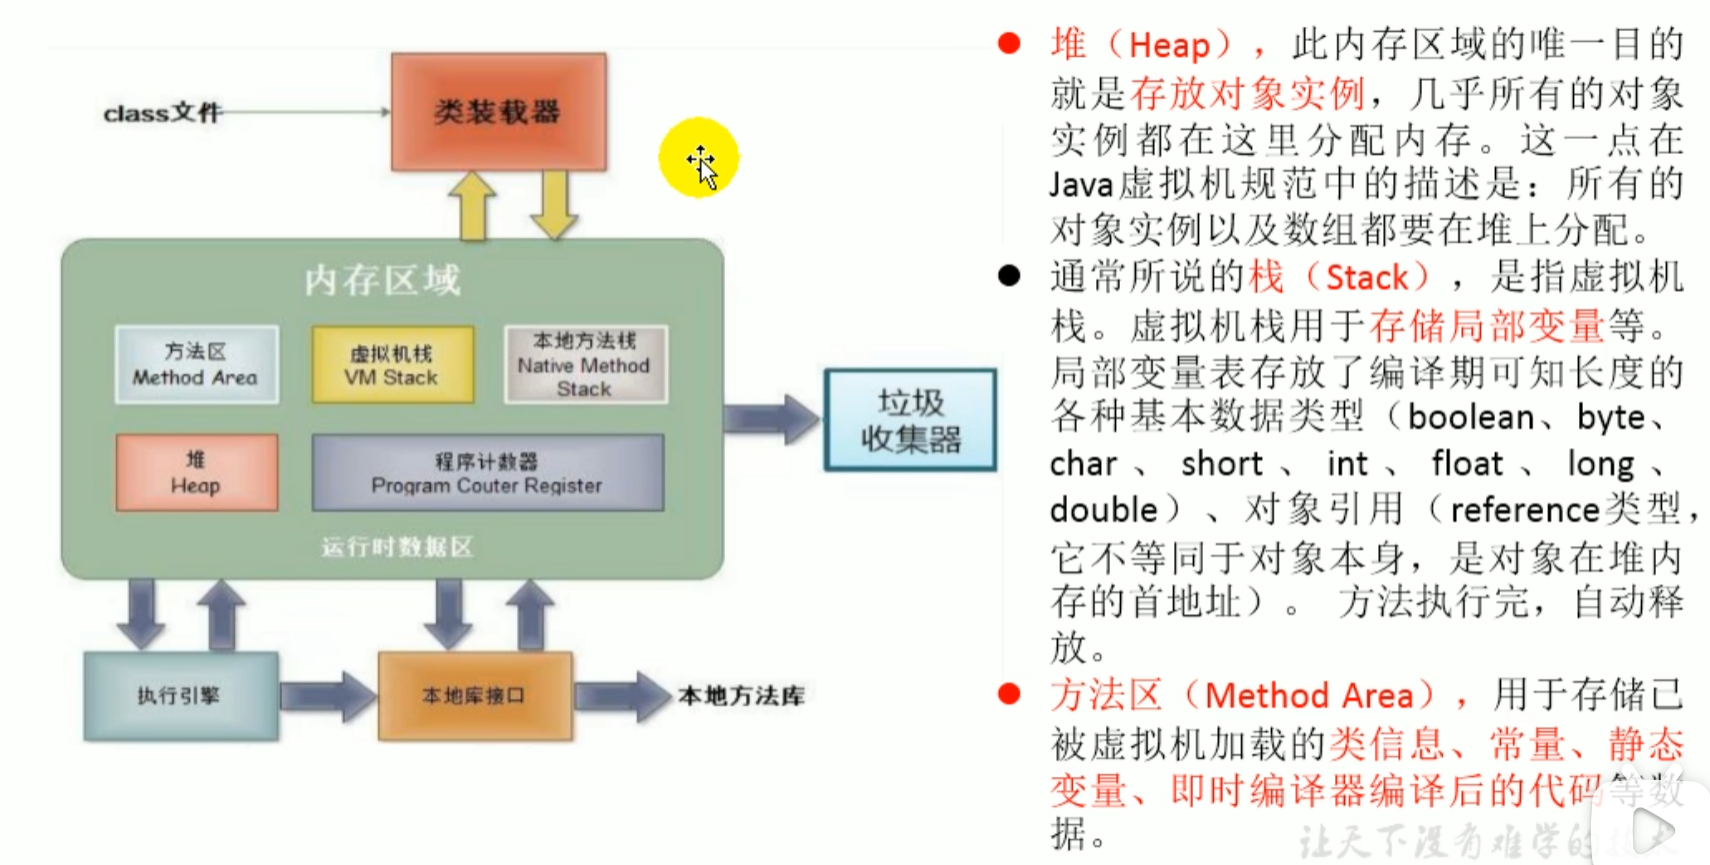 class文件
类装载器
内存区域
方法区
Method Area
虚拟机栈
VM Stack
本地方法栈
Native Method
Stack
堆
Heap
程序计数器
Program Couter Register
运行时数据区
垃圾
收集器
执行引擎
本地库接口
本地方法库
堆（Heap），此内存区域的唯一目的
就是存放对象实例，几乎所有的对象
实例都在这里分配内存。这一点在
Java虚拟机规范中的描述是：所有的
对象实例以及数组都要在堆上分配。
通常所说的栈（Stack），是指虚拟机
栈。虚拟机栈用于存储局部变量等。
局部变量表存放了编译期可知长度的
各种基本数据类型（boolean、byte、
char 、 short 、 int 、 float 、 long 、
double）、对象引用（reference类型，
它不等同于对象本身，是对象在堆内
存的首地址）。 方法执行完，自动释
放。
方法区（Method Area），用于存储已
被虚拟机加载的类信息、常量、静态
变量、即时编译器编译后的代码等数
据。
让天下没有难学的技术